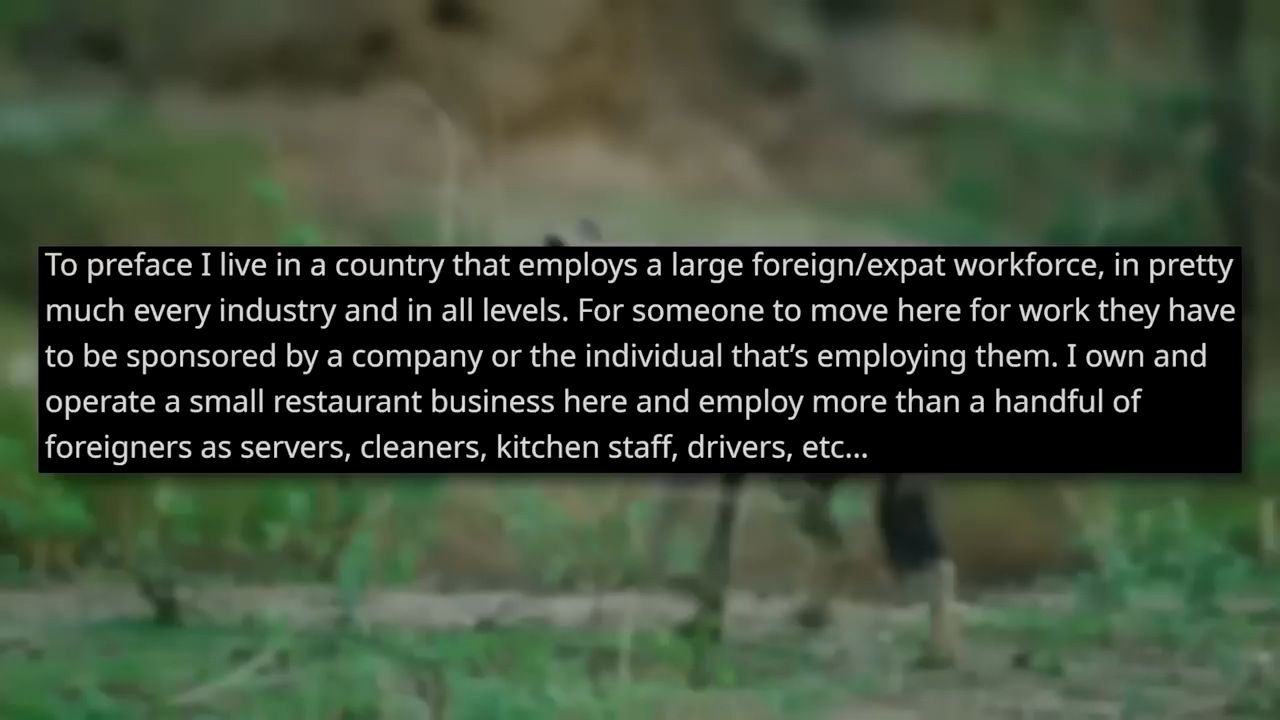 To preface I live in a country that employs a large foreign/expat workforce, in pretty
much every industry and in all levels. For someone to move here for work they have
to be sponsored by a company or the individual that’s employing them. I own and
operate a small restaurant business here and employ more than a handful of
foreigners as servers, cleaners, kitchen staff, drivers, etc...